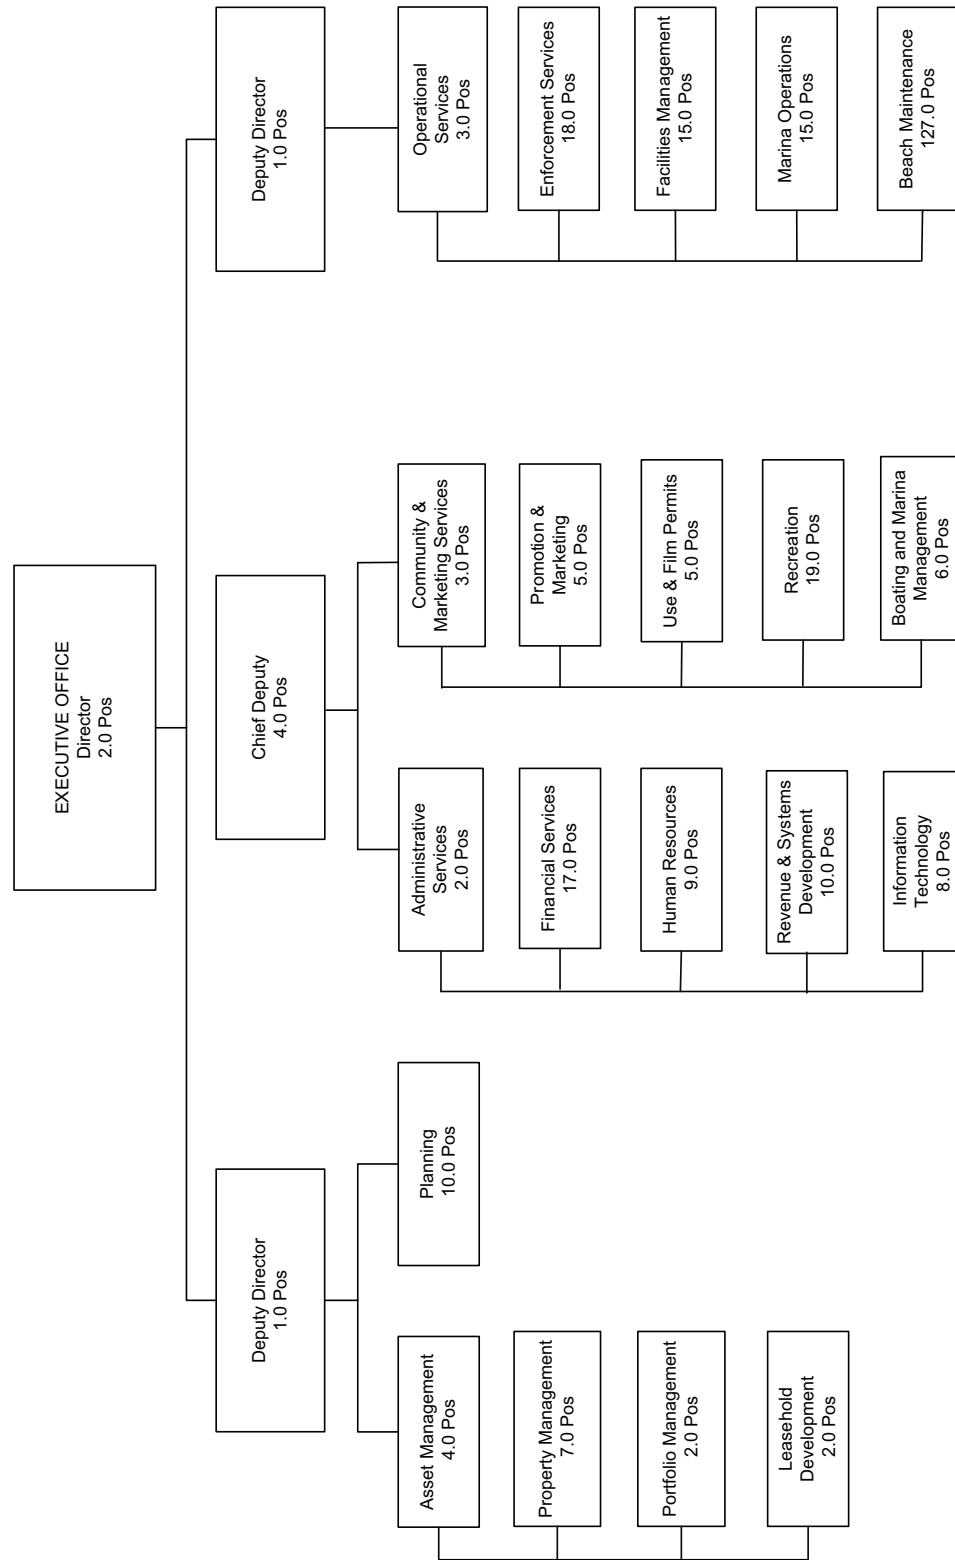 EXECUTIVE OFFICE
Director
2.0 Pos
Deputy Director
1.0 Pos
Chief Deputy
4.0 Pos
Deputy Director
1.0 Pos
Asset Management
4.0 Pos
Property Management
7.0 Pos
Portfolio Management
2.0 Pos
Leasehold
Development
2.0 Pos
Planning
10.0 Pos
Administrative
Services
2.0 Pos
Financial Services
17.0 Pos
Human Resources
9.0 Pos
Revenue & Systems
Development
10.0 Pos
Information
Technology
8.0 Pos
Community &
Marketing Services
3.0 Pos
Promotion &
Marketing
5.0 Pos
Use & Film Permits
5.0 Pos
Recreation
19.0 Pos
Boating and Marina
Management
6.0 Pos
Operational
Services
3.0 Pos
Enforcement Services
18.0 Pos
Facilities Management
15.0 Pos
Marina Operations
15.0 Pos
Beach Maintenance
127.0 Pos